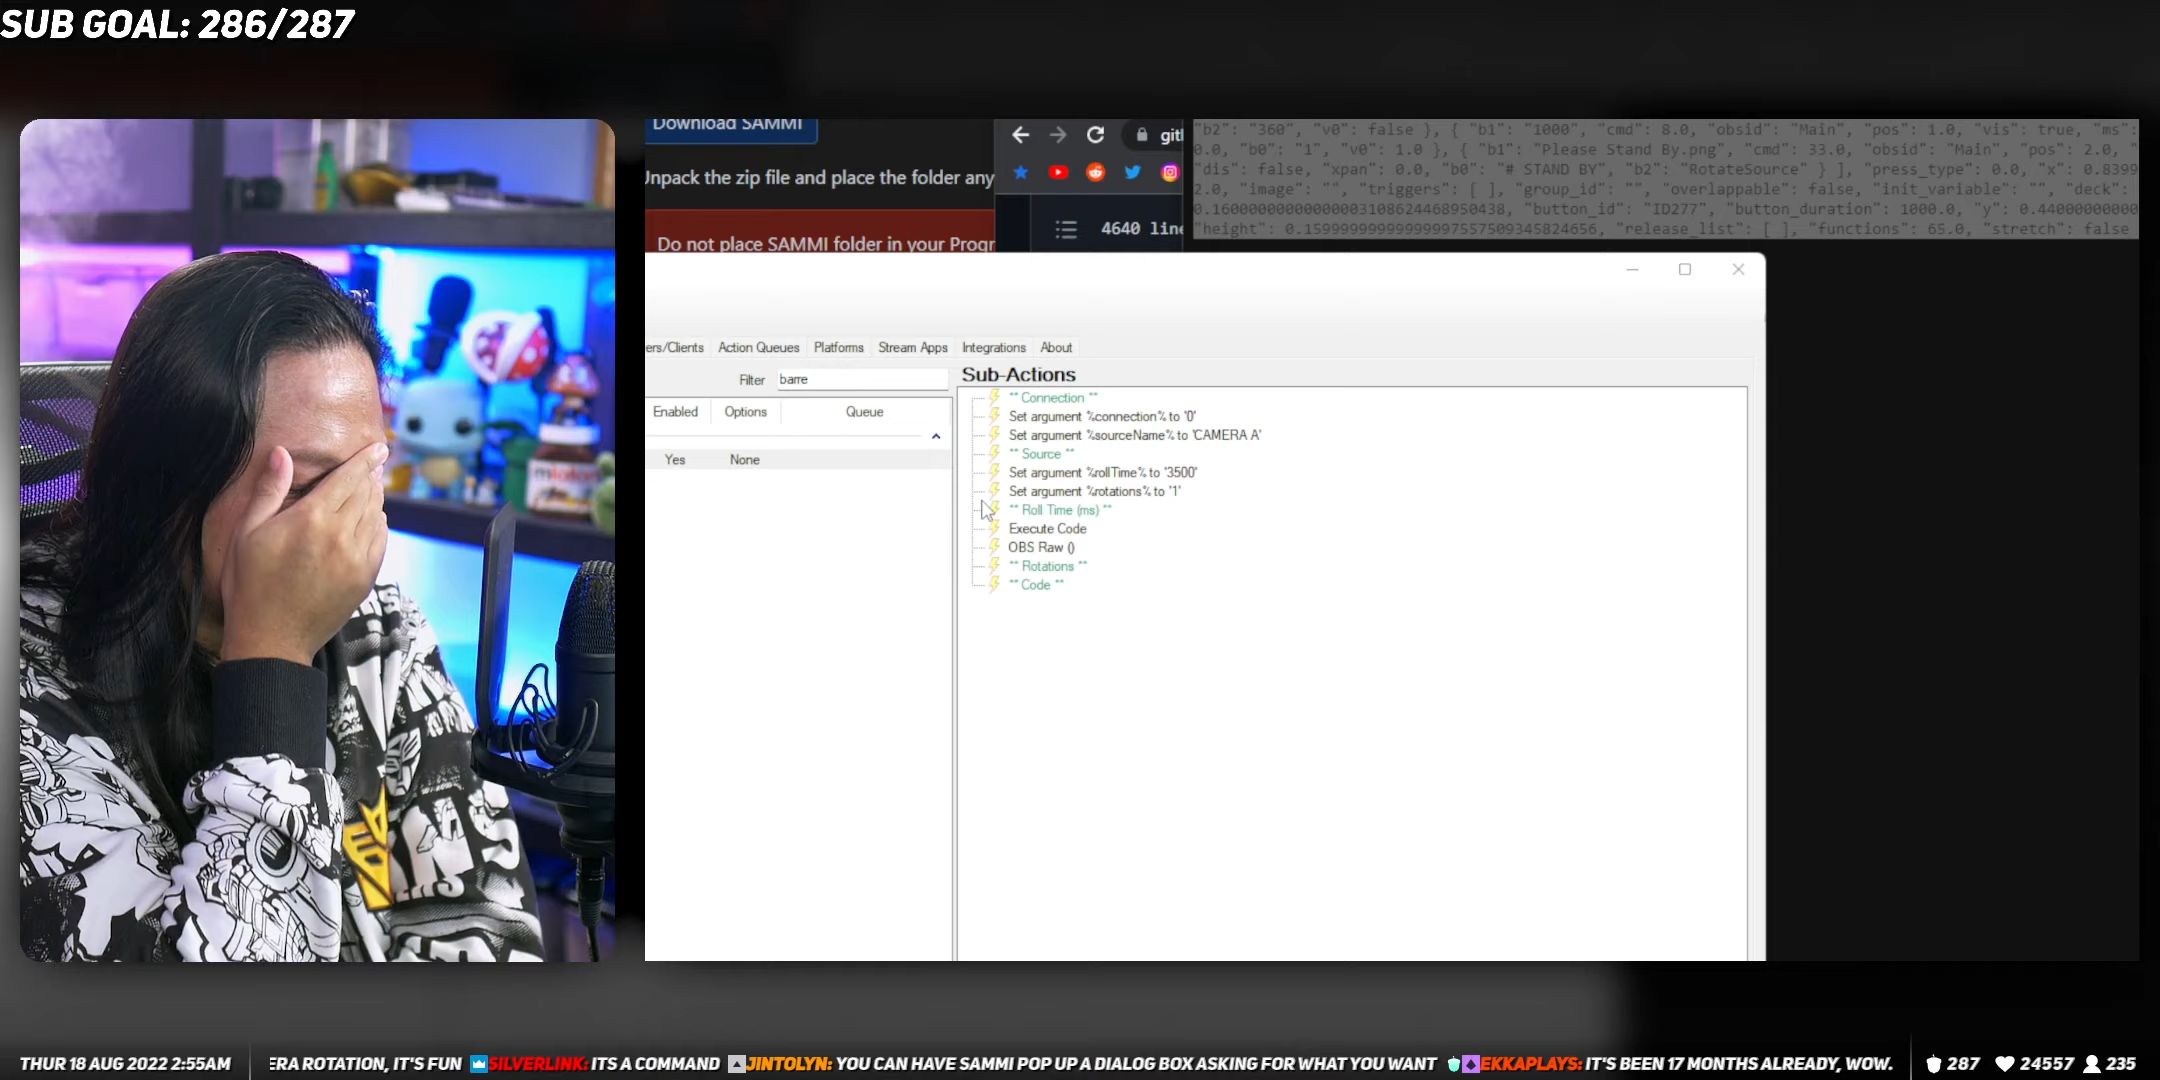 SUB GOAL: 286/287
Download SAMMI
Unpack the zip file and place the folder any
Do not place SAMMI folder in your Progr
git
4640 line
"b2": "360", "v0": false }, { "b1": "1000", "cmd": 8.0, "obsid": "Main", "pos": 1.0, "vis": true, "ms":
0.0, "b0": "1", "v0": 1.0 }, { "b1": "Please Stand By.png", "cmd": 33.0, "obsid": "Main", "pos": 2.0, "
"dis": false, "xpan": 0.0, "b0": "# STAND BY", "b2": "RotateSource" } ], "press_type": 0.0, "x": 0.8399
2.0, "image": "", "triggers": [ ], "group_id": "", "overlappable": false, "init_variable": "", "deck":
0.16000000000000003108624468950438, "button_id": "ID277", "button_duration": 1000.0, "y": 0.44000000000
"height": 0.15999999999999997557509345824656, "release_list": [ ], "functions": 65.0, "stretch": false
ers/Clients Action Queues Platforms Stream Apps Integrations About
Filter barre
Enabled Options Queue
Yes None
Sub-Actions
** Connection **
Set argument %connection% to '0'
Set argument %sourceName% to 'CAMERA A'
** Source **
Set argument %rollTime% to '3500'
Set argument %rotations% to '1'
** Roll Time (ms) **
Execute Code
OBS Raw ()
** Rotations **
** Code **
THUR 18 AUG 2022 2:55AM
ERA ROTATION, IT'S FUN SILVERLINK: ITS A COMMAND JINTOLYN: YOU CAN HAVE SAMMI POP UP A DIALOG BOX ASKING FOR WHAT YOU WANT EKKAPLAYS: IT'S BEEN 17 MONTHS ALREADY, WOW.
287 24557 235